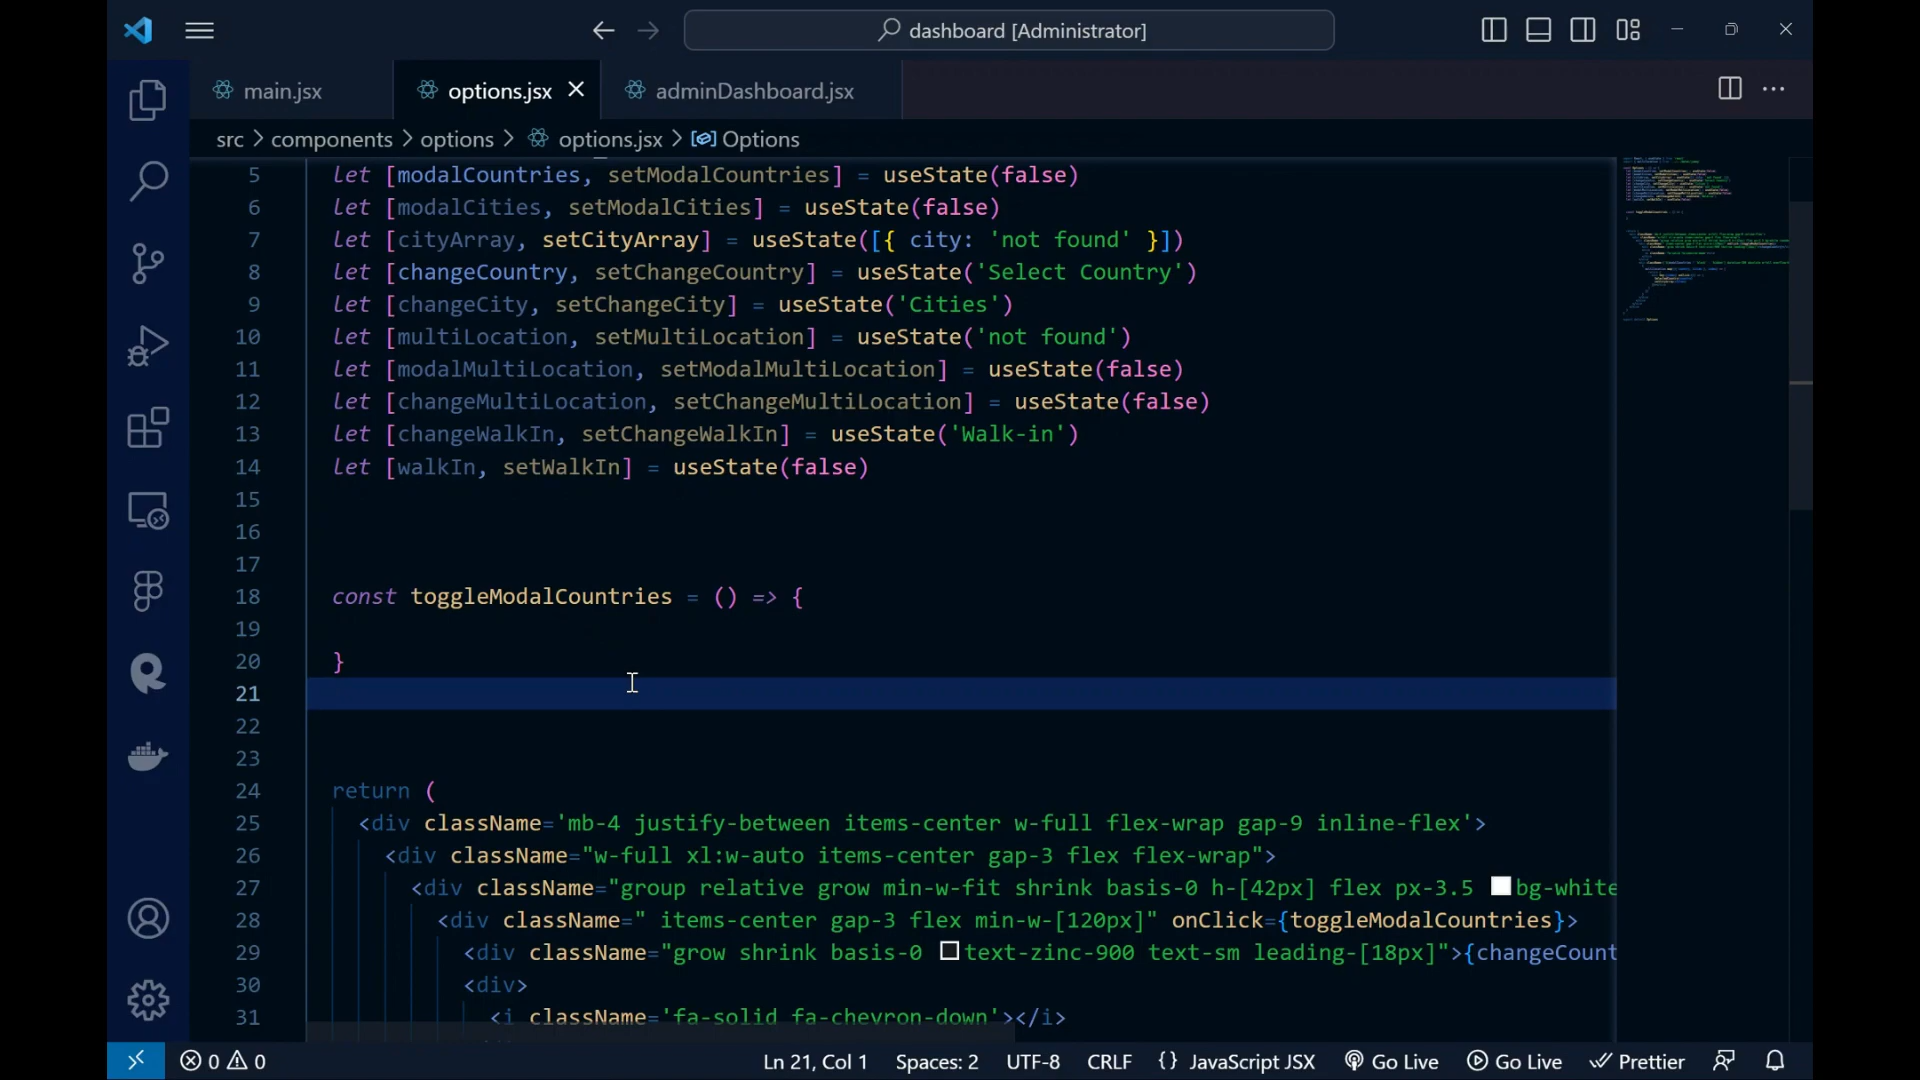 dashboard [Administrator]
main.jsx
options.jsx
adminDashboard.jsx
src > components > options > options.jsx > Options
5 let [modalCountries, setModalCountries] = useState(false)
6 let [modalCities, setModalCities] = useState(false)
7 let [cityArray, setCityArray] = useState([{ city: 'not found' }])
8 let [changeCountry, setChangeCountry] = useState('Select Country')
9 let [changeCity, setChangeCity] = useState('Cities')
10 let [multiLocation, setMultiLocation] = useState('not found')
11 let [modalMultiLocation, setModalMultiLocation] = useState(false)
12 let [changeMultiLocation, setChangeMultiLocation] = useState(false)
13 let [changeWalkIn, setChangeWalkIn] = useState('Walk-in')
14 let [walkIn, setWalkIn] = useState(false)
15
16
17
18 const toggleModalCountries = () => {
19
20 }
21
22
23
24 return (
25 <div className='mb-4 justify-between items-center w-full flex-wrap gap-9 inline-flex'>
26 <div className="w-full xl:w-auto items-center gap-3 flex flex-wrap">
27 <div className="group relative grow min-w-fit shrink basis-0 h-[42px] flex px-3.5 bg-white
28 <div className=" items-center gap-3 flex min-w-[120px]" onClick={toggleModalCountries}>
29 <div className="grow shrink basis-0 text-zinc-900 text-sm leading-[18px]">{changeCount
30 <div>
31 <i className='fa-solid fa-chevron-down'></i>
0 0 Ln 21, Col 1 Spaces: 2 UTF-8 CRLF {} JavaScript JSX Go Live Go Live Prettier